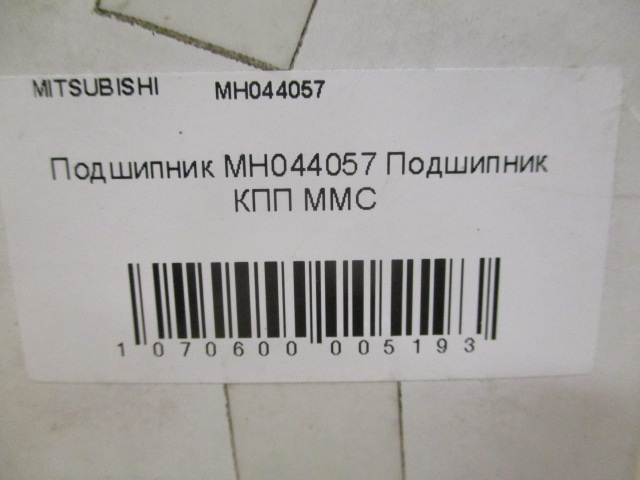 MITSUBISHI MH044057
Подшипник MH044057 Подшипник
КПП ММС
1 070600 005193